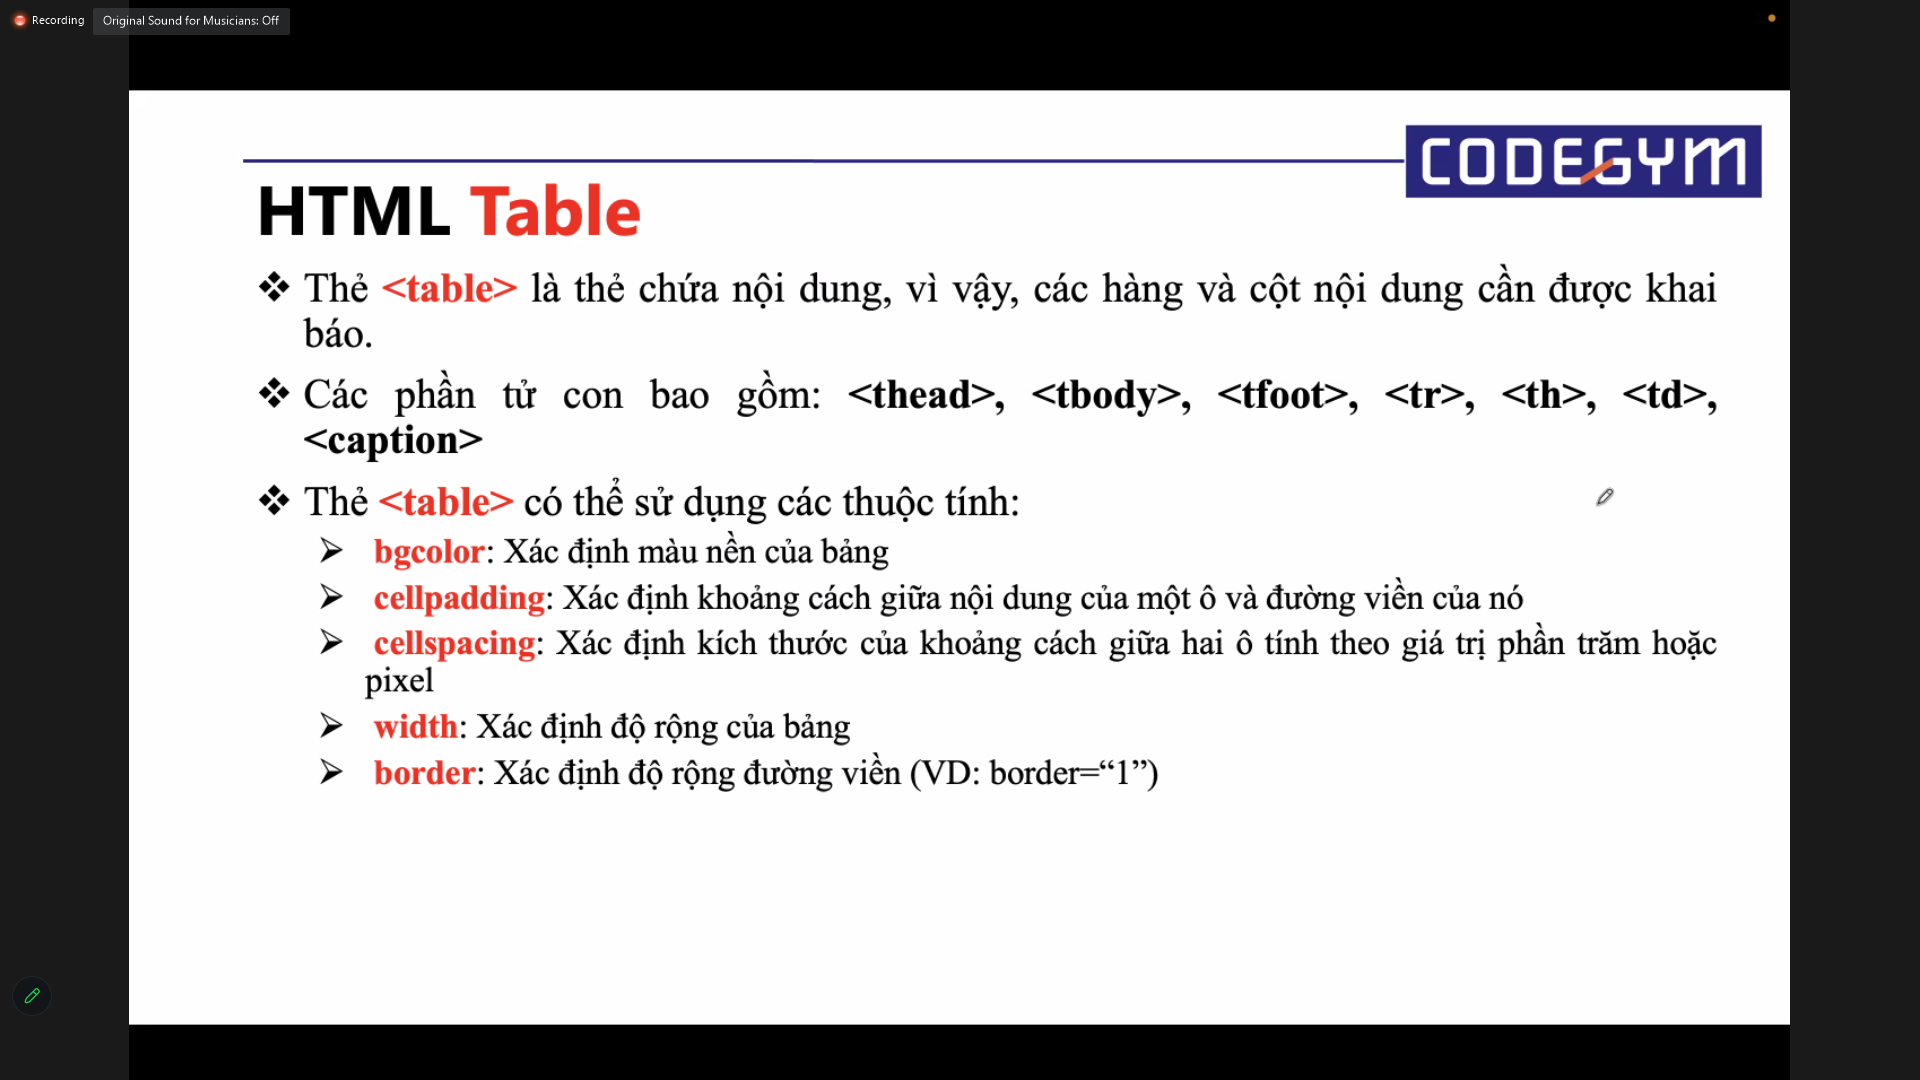 Recording
Original Sound for Musicians: Off
CODEGYM
HTML Table
Thẻ <table> là thẻ chứa nội dung, vì vậy, các hàng và cột nội dung cần được khai
báo.
Các phần tử con bao gồm: <thead>, <tbody>, <tfoot>, <tr>, <th>, <td>,
<caption>
Thẻ <table> có thể sử dụng các thuộc tính:
bgcolor: Xác định màu nền của bảng
cellpadding: Xác định khoảng cách giữa nội dung của một ô và đường viền của nó
cellspacing: Xác định kích thước của khoảng cách giữa hai ô tính theo giá trị phần trăm hoặc
pixel
width: Xác định độ rộng của bảng
border: Xác định độ rộng đường viền (VD: border=“1”)